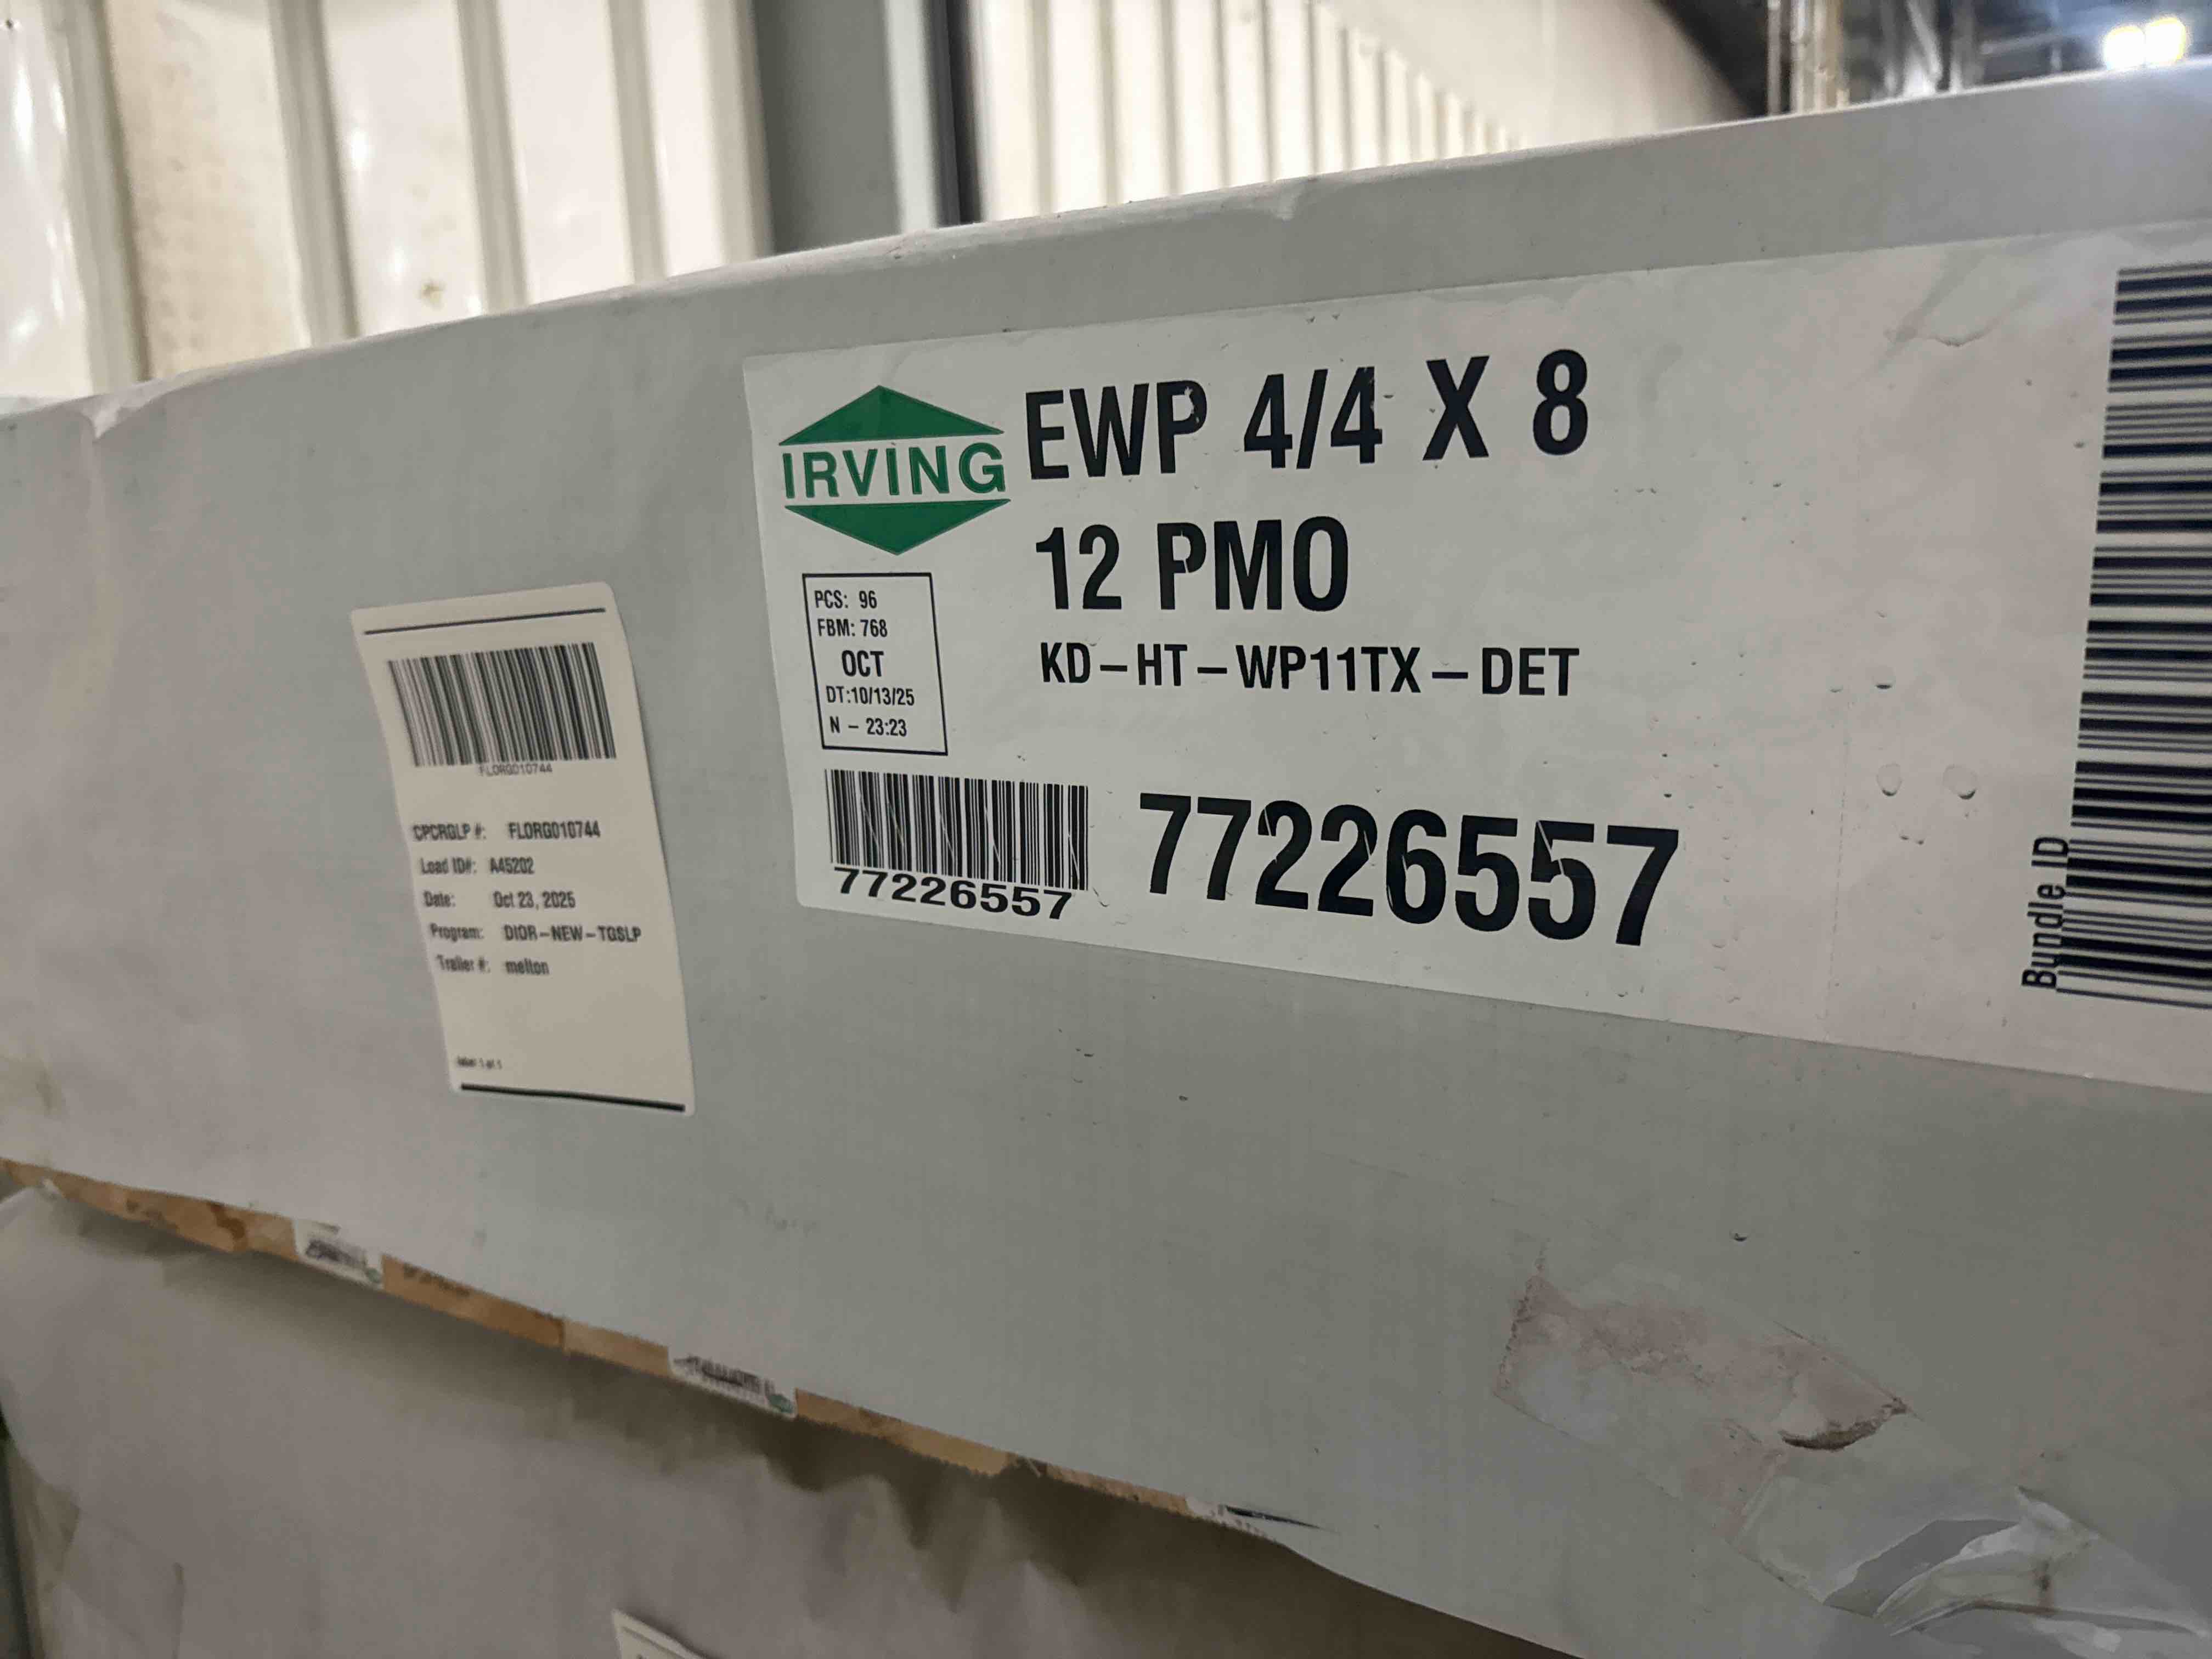 IRVING
EWP 4/4 X 8
12 PMO
KD-HT-WP11TX-DET
PCS: 96
FBM: 768
OCT
DT:10/13/25
N - 23:23
77226557
77226557
Bundle ID
FLORG010744
CPCRGLP #: FLORG010744
Load ID#: A45202
Date: Oct 23, 2025
Program: DIOR-NEW-TGSLP
Trailer #: melton